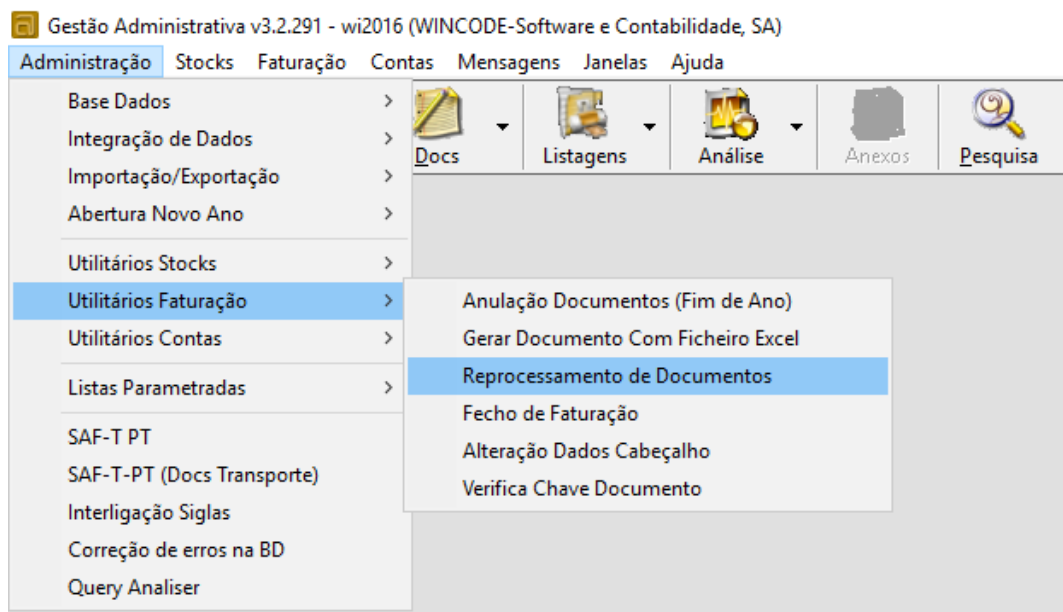 Gestão Administrativa v3.2.291 - wi2016 (WINCODE-Software e Contabilidade, SA)
Administração Stocks Faturação Contas Mensagens Janelas Ajuda
Docs Listagens Análise Anexos Pesquisa
Base Dados
Integração de Dados
Importação/Exportação
Abertura Novo Ano
Utilitários Stocks
Utilitários Faturação
Utilitários Contas
Listas Parametradas
SAF-T PT
SAF-T-PT (Docs Transporte)
Interligação Siglas
Correção de erros na BD
Query Analiser
Anulação Documentos (Fim de Ano)
Gerar Documento Com Ficheiro Excel
Reprocessamento de Documentos
Fecho de Faturação
Alteração Dados Cabeçalho
Verifica Chave Documento